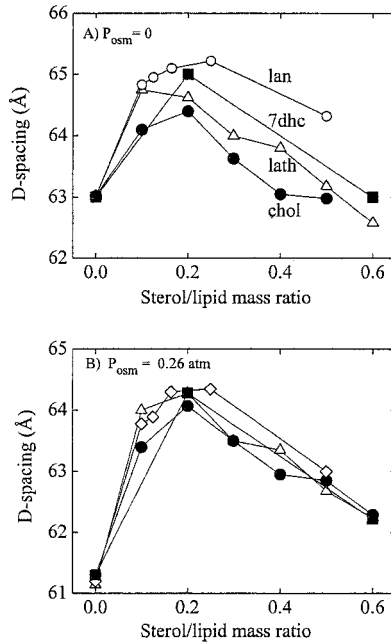 A) Posm = 0
66
65
64
63
62
D-spacing (Å)
lan
7dhc
lath
chol
0.0 0.2 0.4 0.6
Sterol/lipid mass ratio
B) Posm = 0.26 atm
65
64
63
62
61
D-spacing (Å)
0.0 0.2 0.4 0.6
Sterol/lipid mass ratio